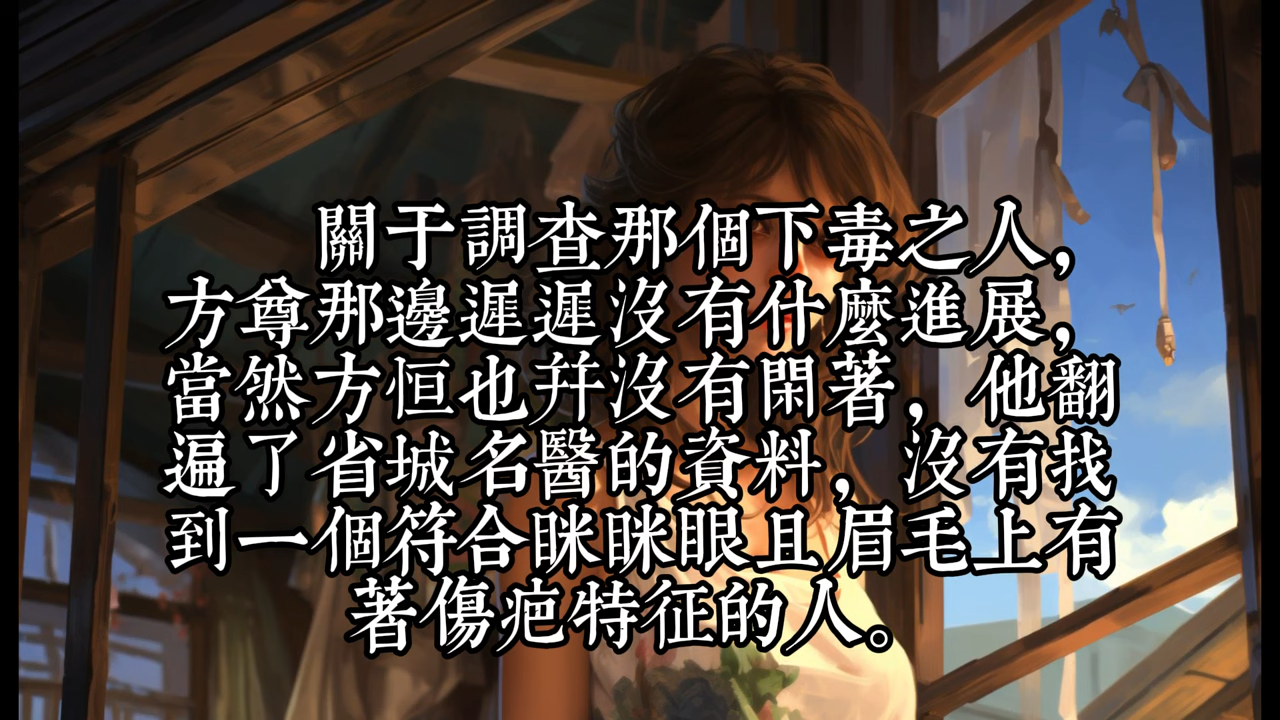 關于調查那個下毒之人，
方尊那邊遲遲沒有什麼進展，
當然方恒也幷沒有閑著，他翻
遍了省城名醫的資料，沒有找
到一個符合眯眯眼且眉毛上有
著傷疤特征的人。